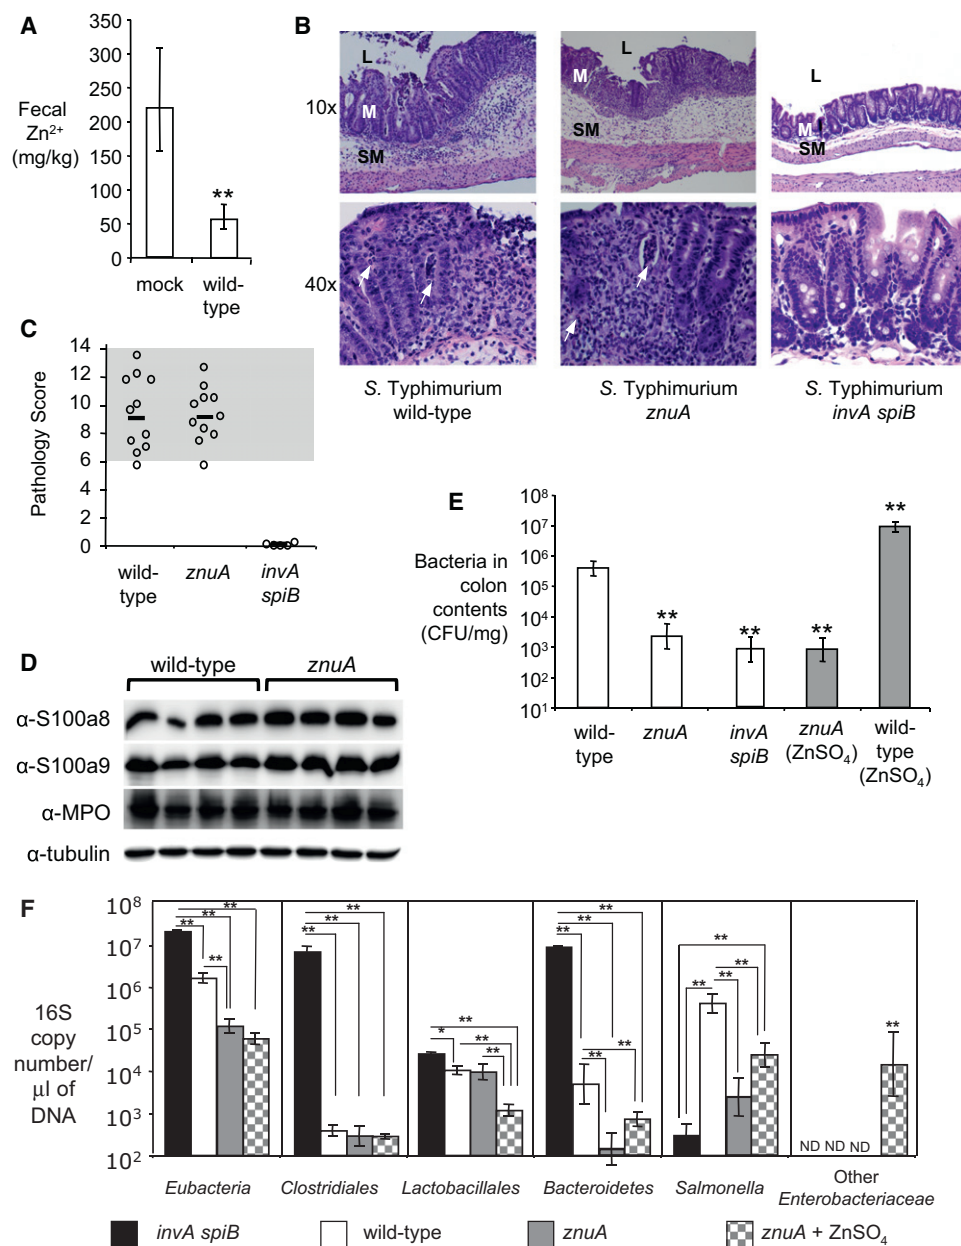 A
350
300
250
200
150
100
50
0
Fecal
Zn2+
(mg/kg)
**
mock
wild-
type
B
10x
40x
L
M
SM
L
M
SM
L
M
SM
S. Typhimurium
wild-type
S. Typhimurium
znuA
S. Typhimurium
invA spiB
C
Pathology Score
14
12
10
8
6
4
2
0
wild-
type
znuA
invA
spiB
D
wild-type
znuA
α-S100a8
α-S100a9
α-MPO
α-tubulin
E
Bacteria in
colon
contents
(CFU/mg)
10^8
10^7
10^6
10^5
10^4
10^3
10^2
10^1
**
**
**
**
wild-
type
znuA
invA
spiB
znuA
(ZnSO4)
wild-
type
(ZnSO4)
F
16S
copy
number/
µl of
DNA
10^8
10^7
10^6
10^5
10^4
10^3
10^2
**
**
**
**
**
**
**
**
**
*
**
**
**
**
**
**
**
**
**
**
**
**
ND ND ND
**
Eubacteria
Clostridiales
Lactobacillales
Bacteroidetes
Salmonella
Other
Enterobacteriaceae
invA spiB
wild-type
znuA
znuA + ZnSO4